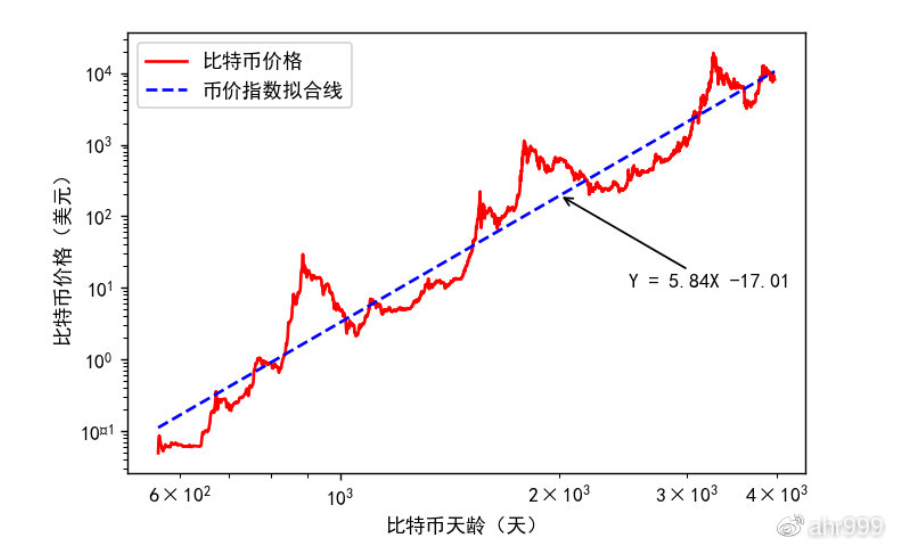 比特币价格
币价指数拟合线
10⁴
10³
10²
10¹
10⁰
10¤¹
比特币价格（美元）
Y = 5.84X -17.01
6×10² 10³ 2×10³ 3×10³ 4×10³
比特币天龄（天）
ahr999